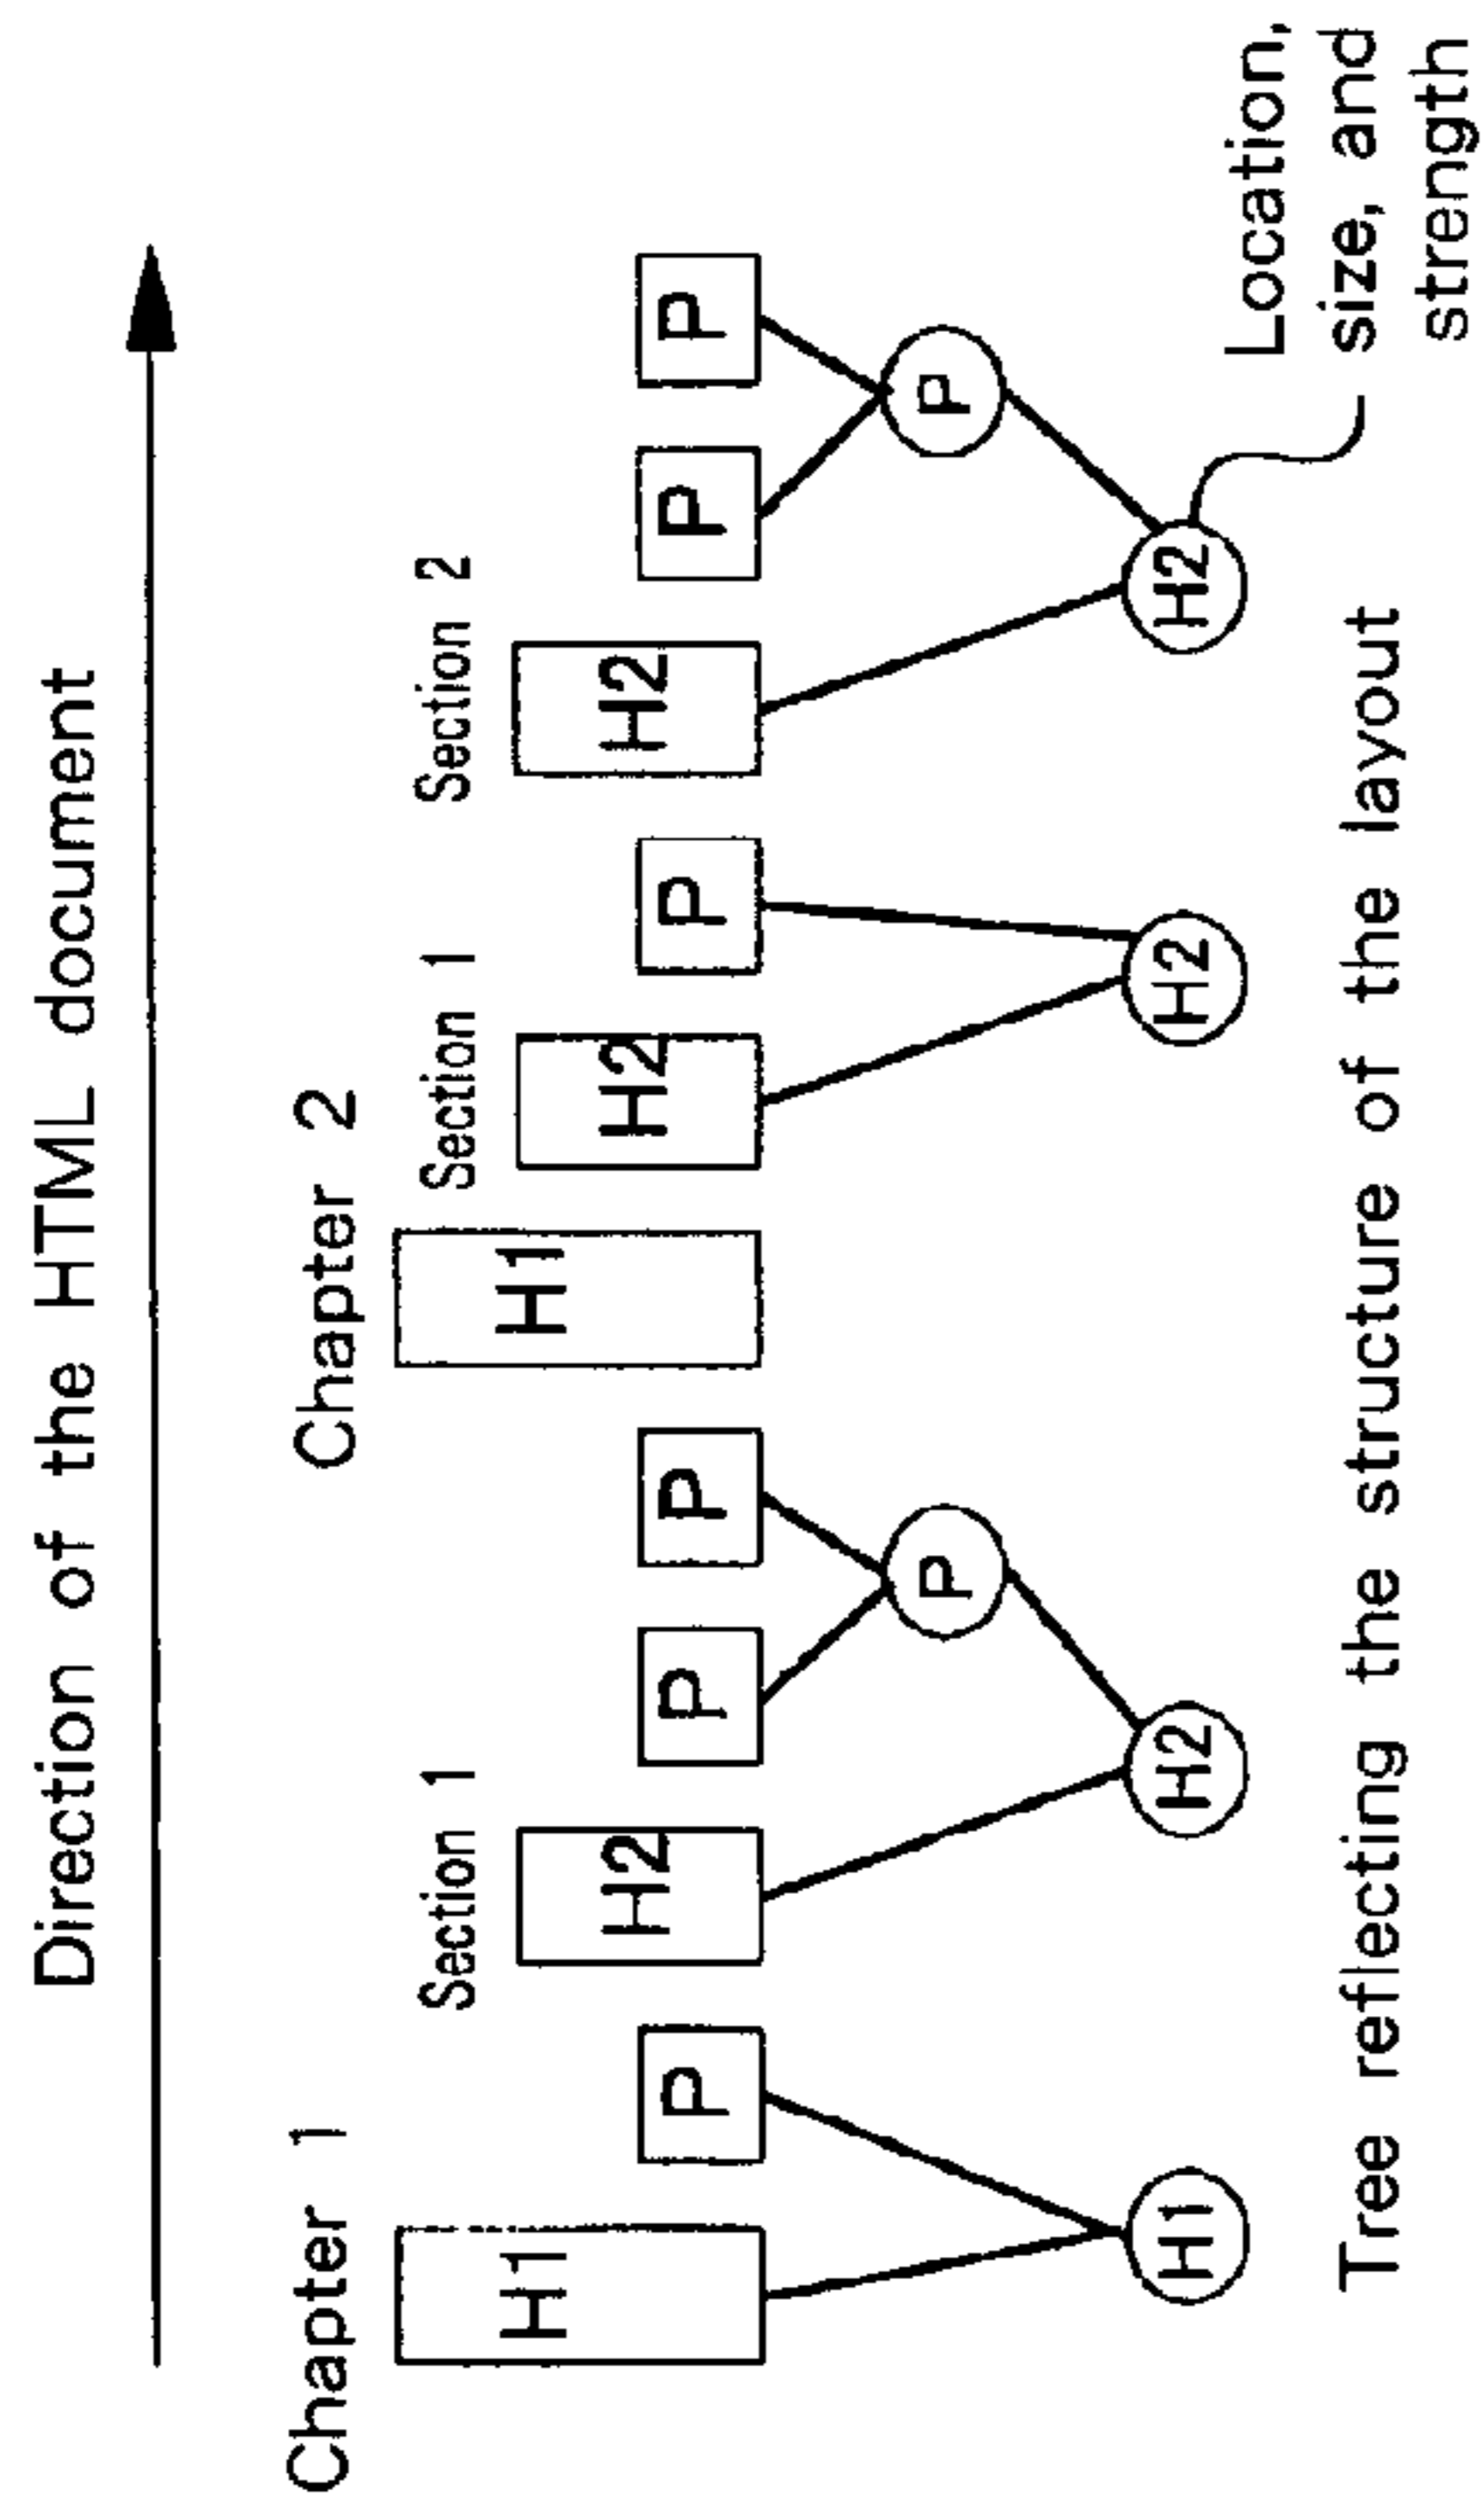 Direction of the HTML document
Chapter 1
Chapter 2
Section 1
Section 1
Section 2
H1
P
H2
P
P
H1
H2
P
H2
P
P
P
P
H1
H2
H2
H2
Location,
size, and
strength
Tree reflecting the structure of the layout